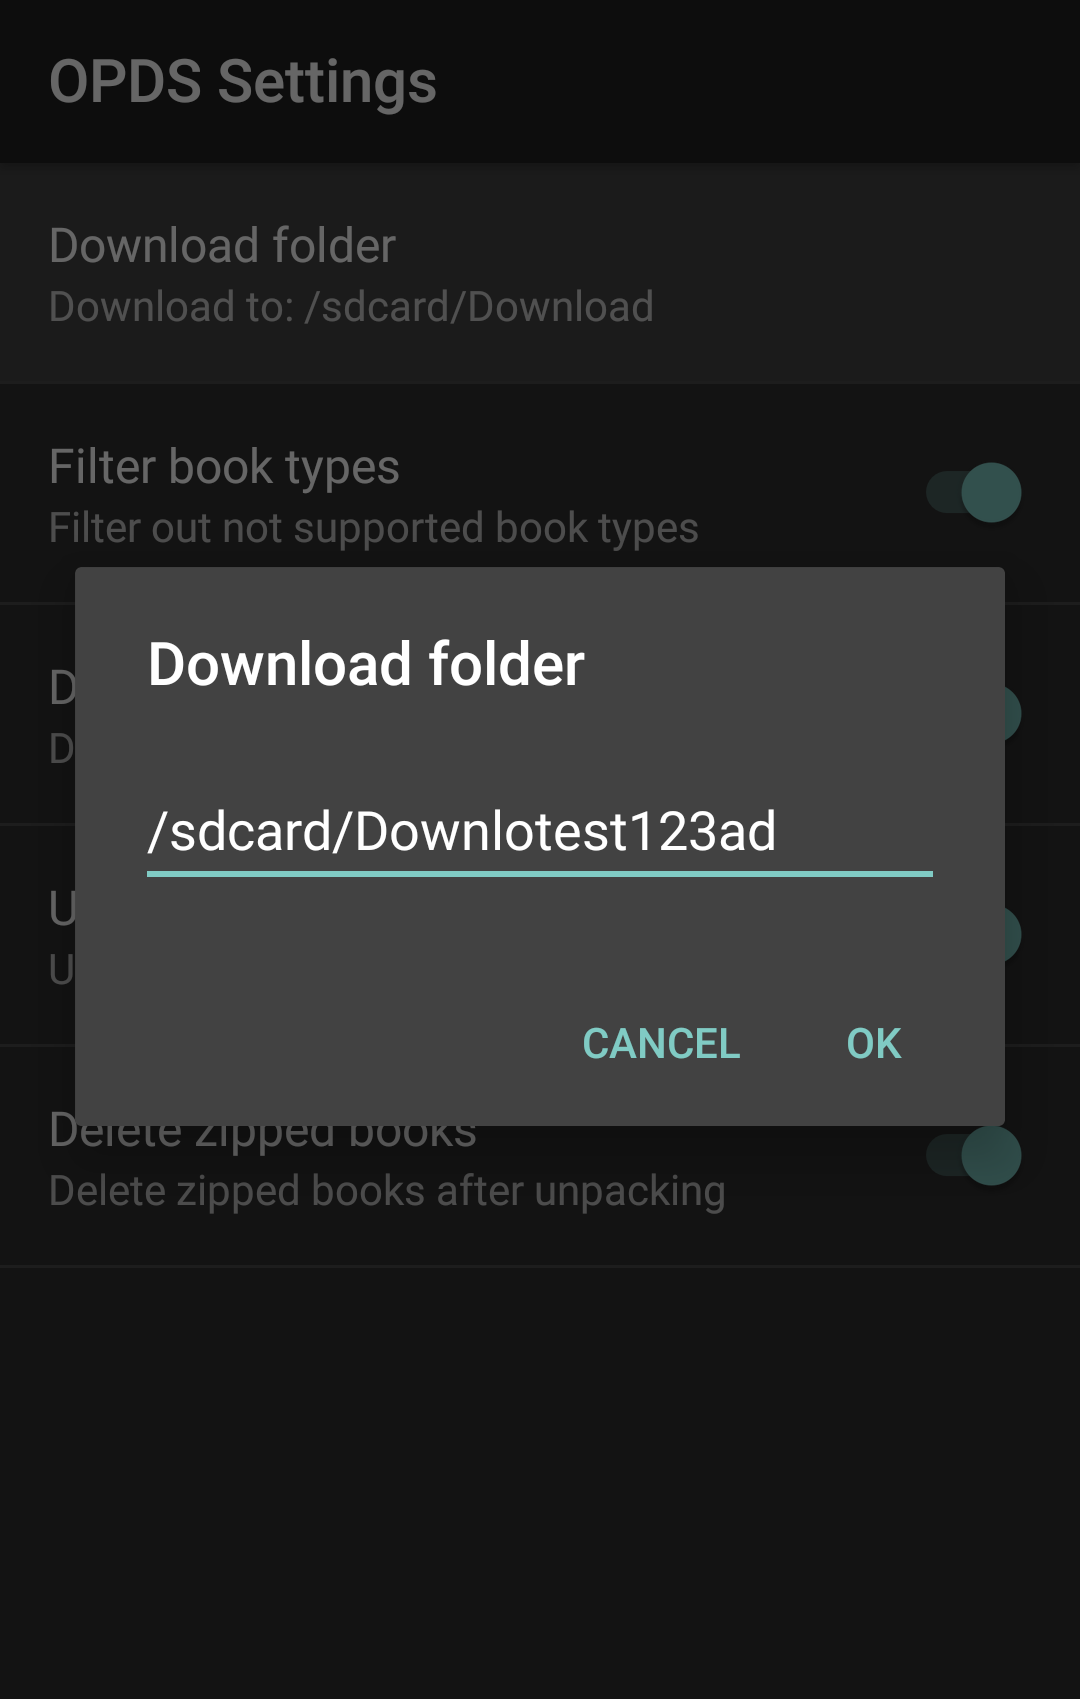 OPDS Settings
Download folder
Download to: /sdcard/Download
Filter book types
Filter out not supported book types
Download folder
/sdcard/Downlotest123ad
CANCEL OK
Delete zipped books
Delete zipped books after unpacking